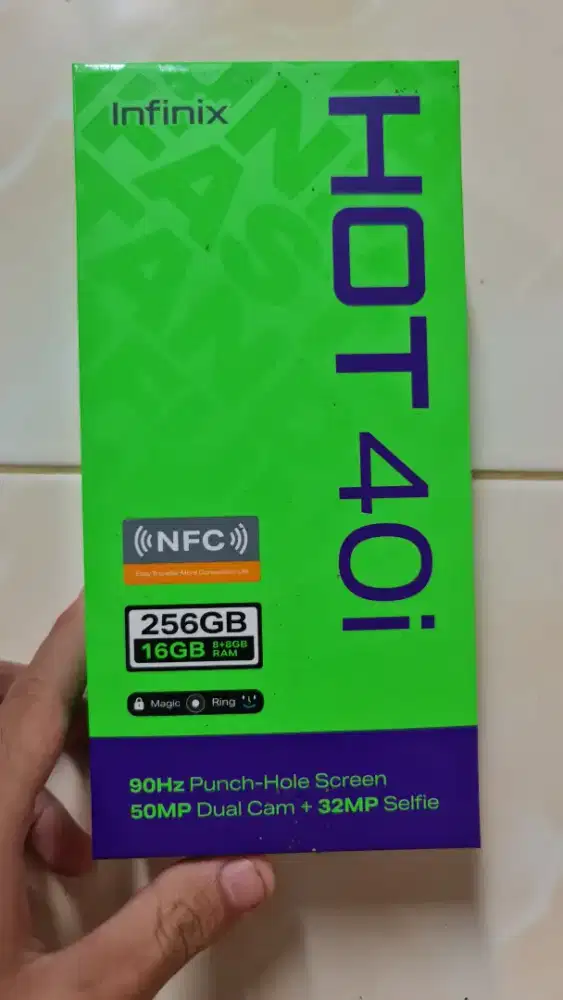 Infinix
HOT 40i
NFC
256GB
16GB 8+8GB
RAM
Magic Ring
90Hz Punch-Hole Screen
50MP Dual Cam + 32MP Selfie